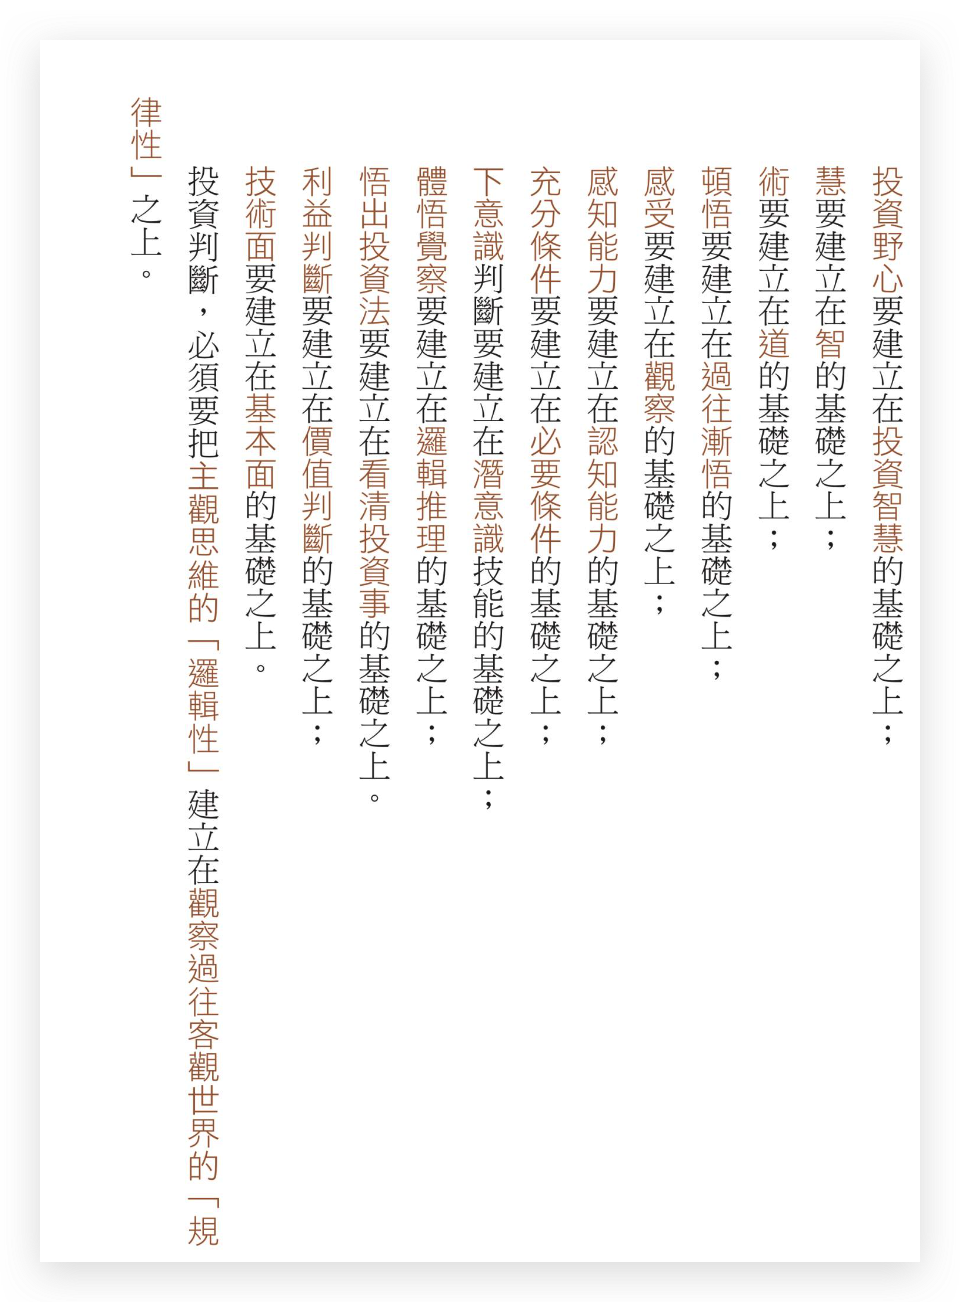 投資野心要建立在投資智慧的基礎之上；
慧要建立在智的基礎之上；
術要建立在道的基礎之上；
頓悟要建立在過往漸悟的基礎之上；
感受要建立在觀察的基礎之上；
感知能力要建立在認知能力的基礎之上；
充分條件要建立在必要條件的基礎之上；
下意識判斷要建立在潛意識技能的基礎之上；
體悟覺察要建立在邏輯推理的基礎之上；
悟出投資法要建立在看清投資事的基礎之上。
利益判斷要建立在價值判斷的基礎之上；
技術面要建立在基本面的基礎之上。
投資判斷，必須要把主觀思維的「邏輯性」建立在觀察過往客觀世界的「規
律性」之上。